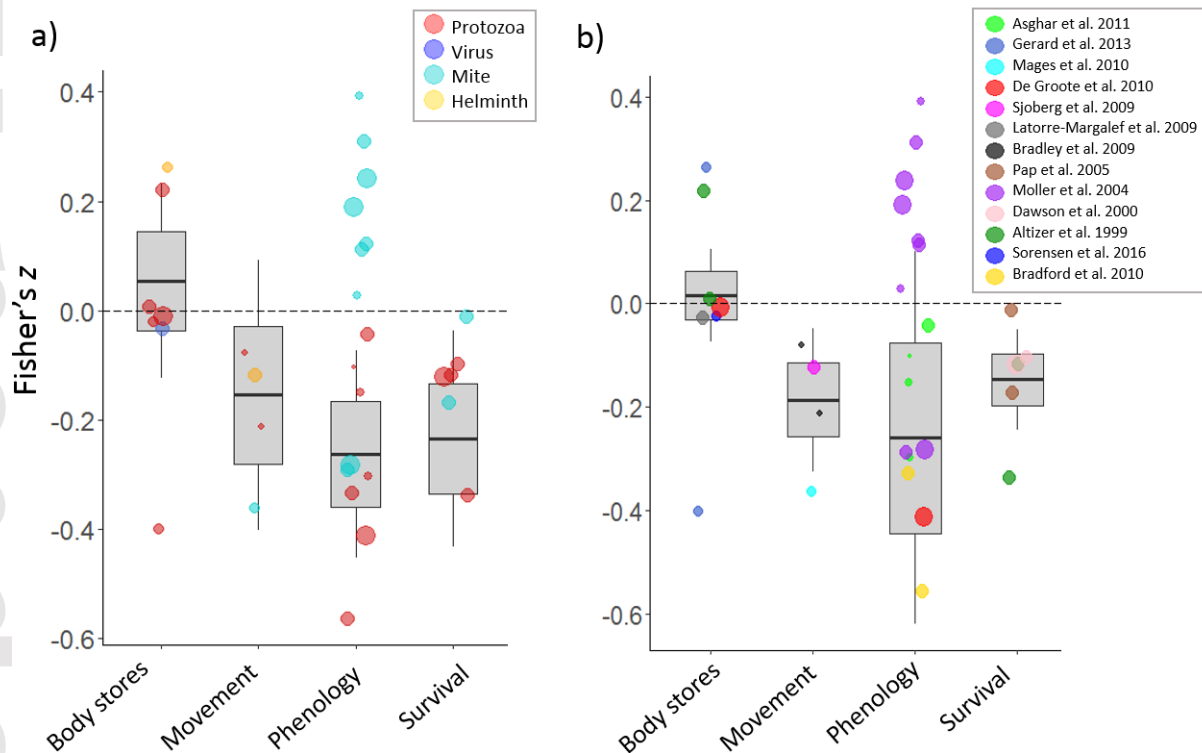 a)
Protozoa
Virus
Mite
Helminth
Fisher's z
0.4
0.2
0.0
-0.2
-0.4
-0.6
Body stores
Movement
Phenology
Survival
b)
Asghar et al. 2011
Gerard et al. 2013
Mages et al. 2010
De Groote et al. 2010
Sjoberg et al. 2009
Latorre-Margalef et al. 2009
Bradley et al. 2009
Pap et al. 2005
Moller et al. 2004
Dawson et al. 2000
Altizer et al. 1999
Sorensen et al. 2016
Bradford et al. 2010
0.4
0.2
0.0
-0.2
-0.4
-0.6
Body stores
Movement
Phenology
Survival